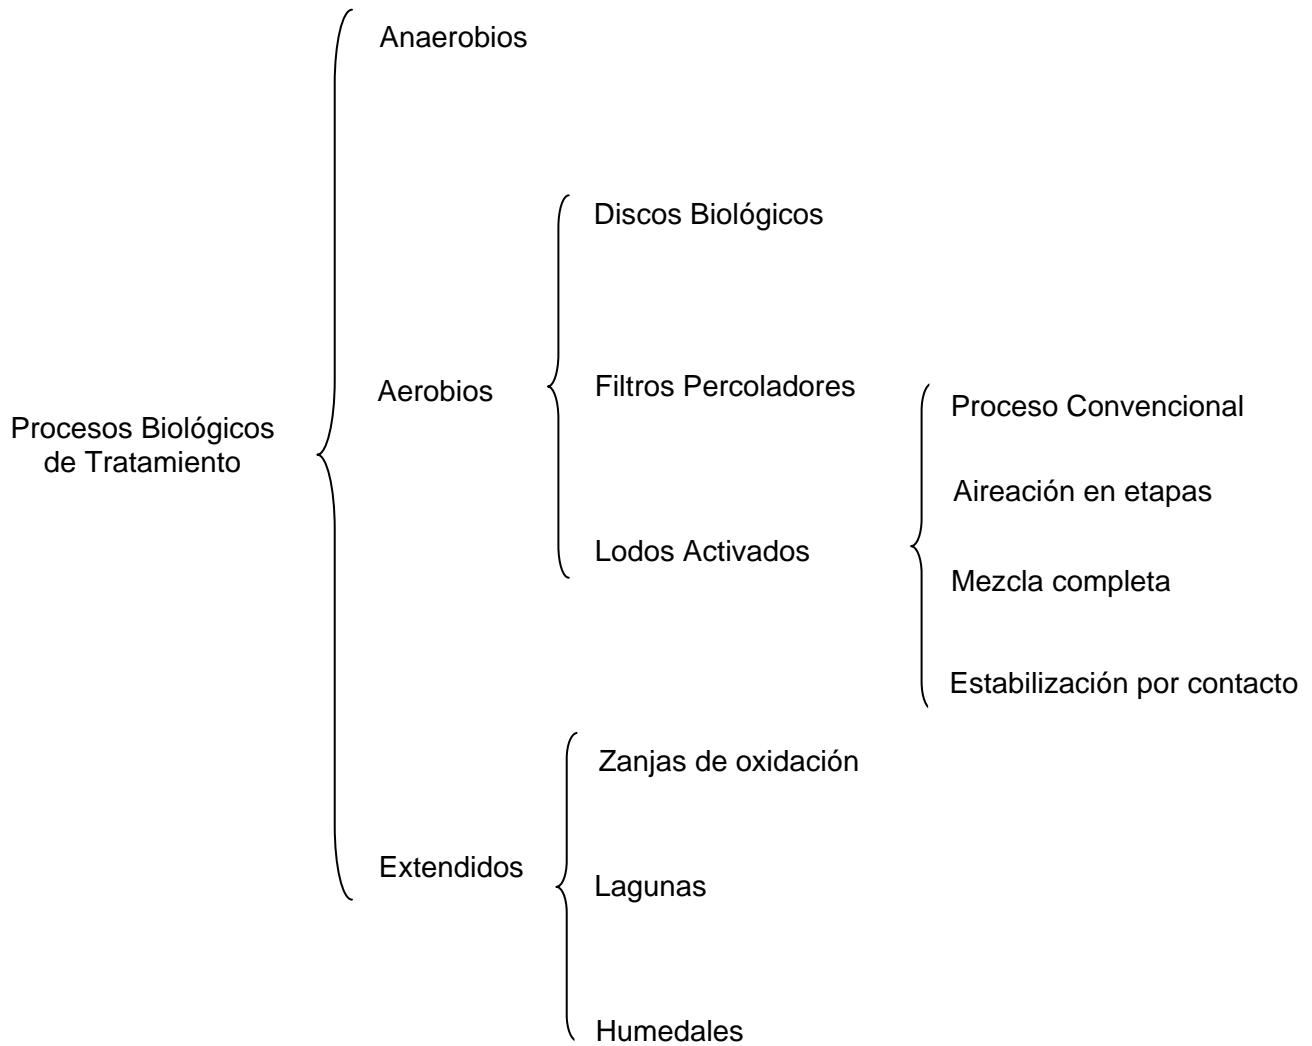 Procesos Biológicos
de Tratamiento
Anaerobios
Aerobios
Discos Biológicos
Filtros Percoladores
Lodos Activados
Proceso Convencional
Aireación en etapas
Mezcla completa
Estabilización por contacto
Extendidos
Zanjas de oxidación
Lagunas
Humedales